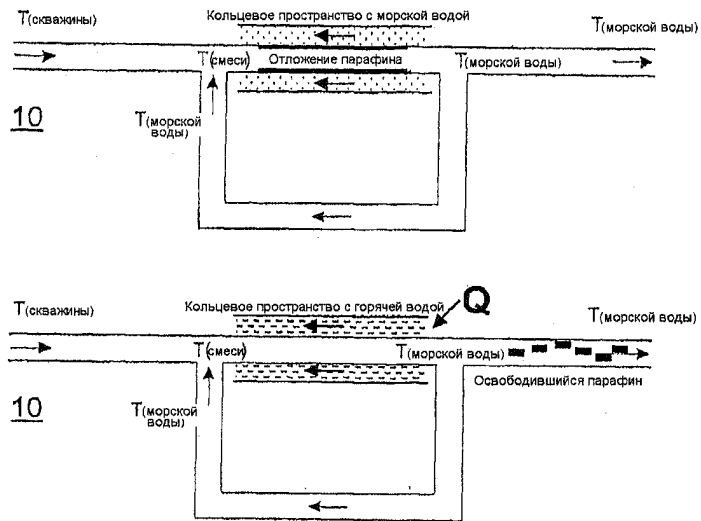 Кольцевое пространство с морской водой
T(скважины)
T(морской воды)
T(смеси)
Отложение парафина
T(морской воды)
10
T(морской
воды)
Кольцевое пространство с горячей водой
Q
T(скважины)
T(морской воды)
T(смеси)
T(морской воды)
Освободившийся парафин
10
T(морской
воды)